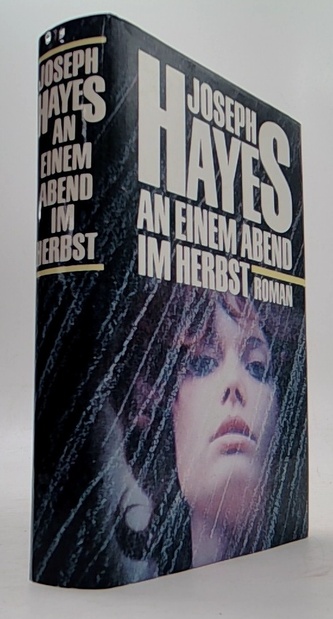 JOSEPH
HAYES
AN
EINEM
ABEND
IM
HERBST
JOSEPH
HAYES
AN EINEM ABEND
IM HERBST ROMAN